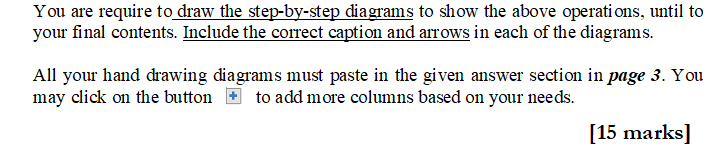 You are require to draw the step-by-step diagrams to show the above operations, until to
your final contents. Include the correct caption and arrows in each of the diagrams.
All your hand drawing diagrams must paste in the given answer section in page 3. You
may click on the button + to add more columns based on your needs.
[15 marks]